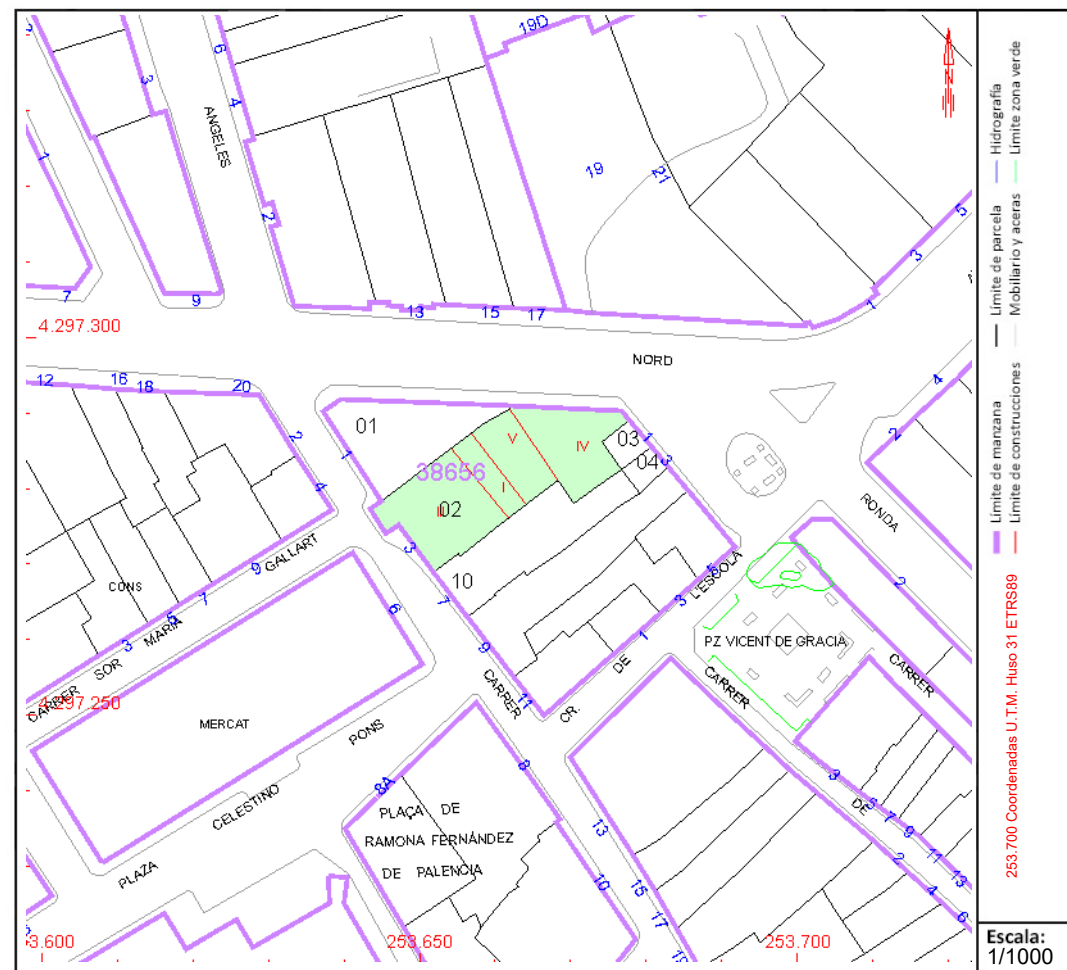 19D
6
3
4
ANGELES
1
19
21
2
5
3
7
9
13
15
17
1
4.297.300
NORD
12
16
18
20
4
2
01
03
04
1
3
V
IV
2
38656
I
4
II
02
3
RONDA
GALLART
9
10
CONS
7
5
6
7
L'ESCOLA
5
2
3
MARIA
3
1
PZ VICENT DE GRACIA
SOR
9
DE
CARRER
CARRER
4.297.250
CARRER
CARRER
11
CR.
MERCAT
PONS
8
3
8A
CELESTINO
5
DE
7
PLAÇA DE
9
RAMONA FERNÁNDEZ
13
11
DE PALENCIA
2
13
PLAZA
10
15
4
17
6
19
3.600
253.650
253.700
N
Límite de manzana
Límite de parcela
Hidrografía
Límite de construcciones
Mobiliario y aceras
Límite zona verde
253.700 Coordenadas U.T.M. Huso 31 ETRS89
Escala:
1/1000